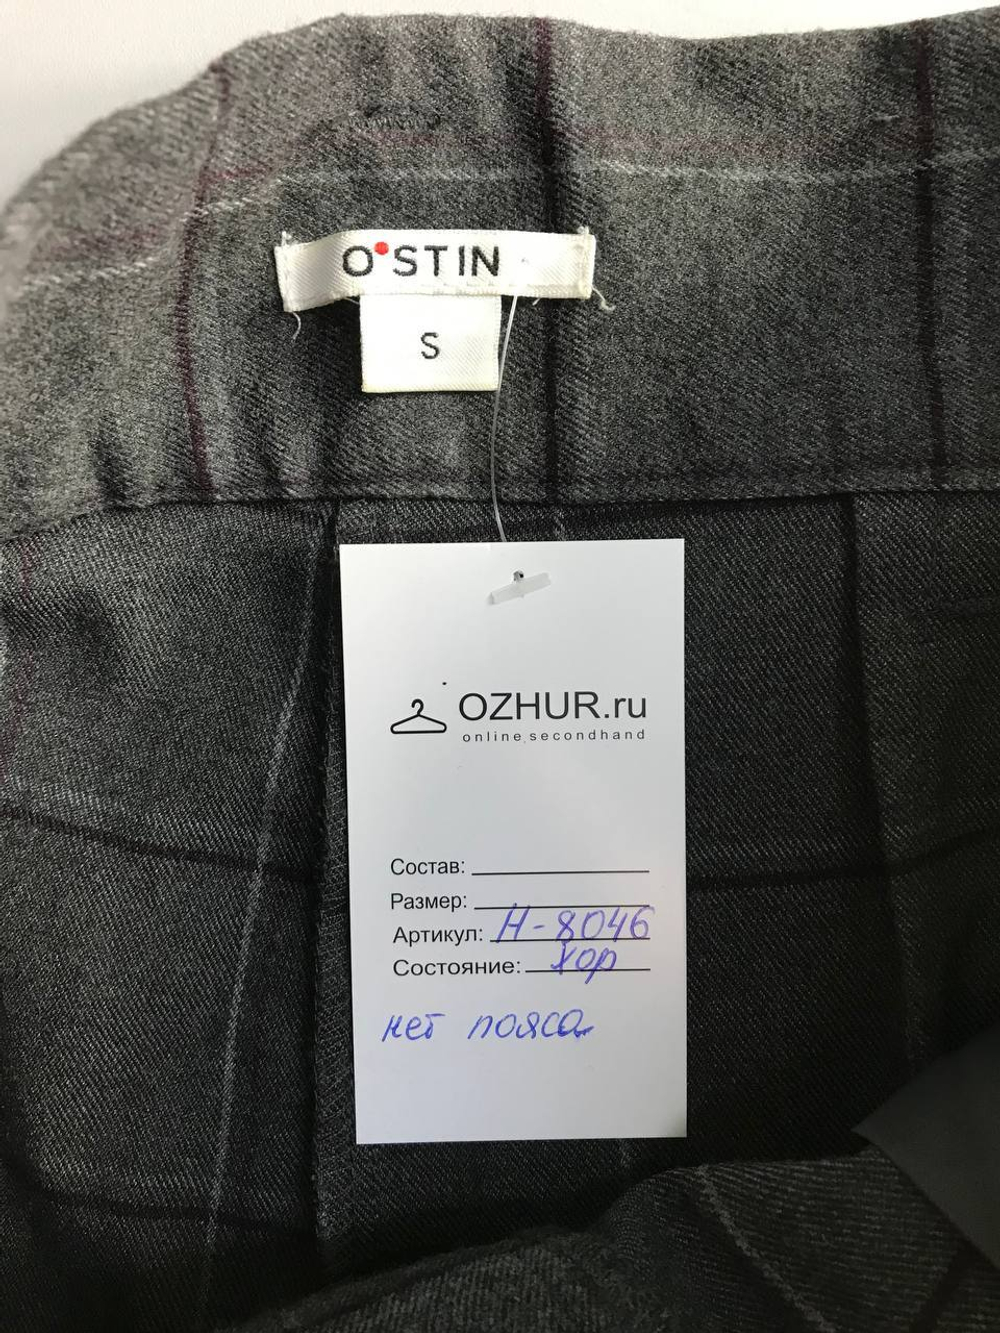 O'STIN
S
OZHUR.ru
online secondhand
Состав:
Размер:
Артикул: Н-8046
Состояние: хор
нет пояса